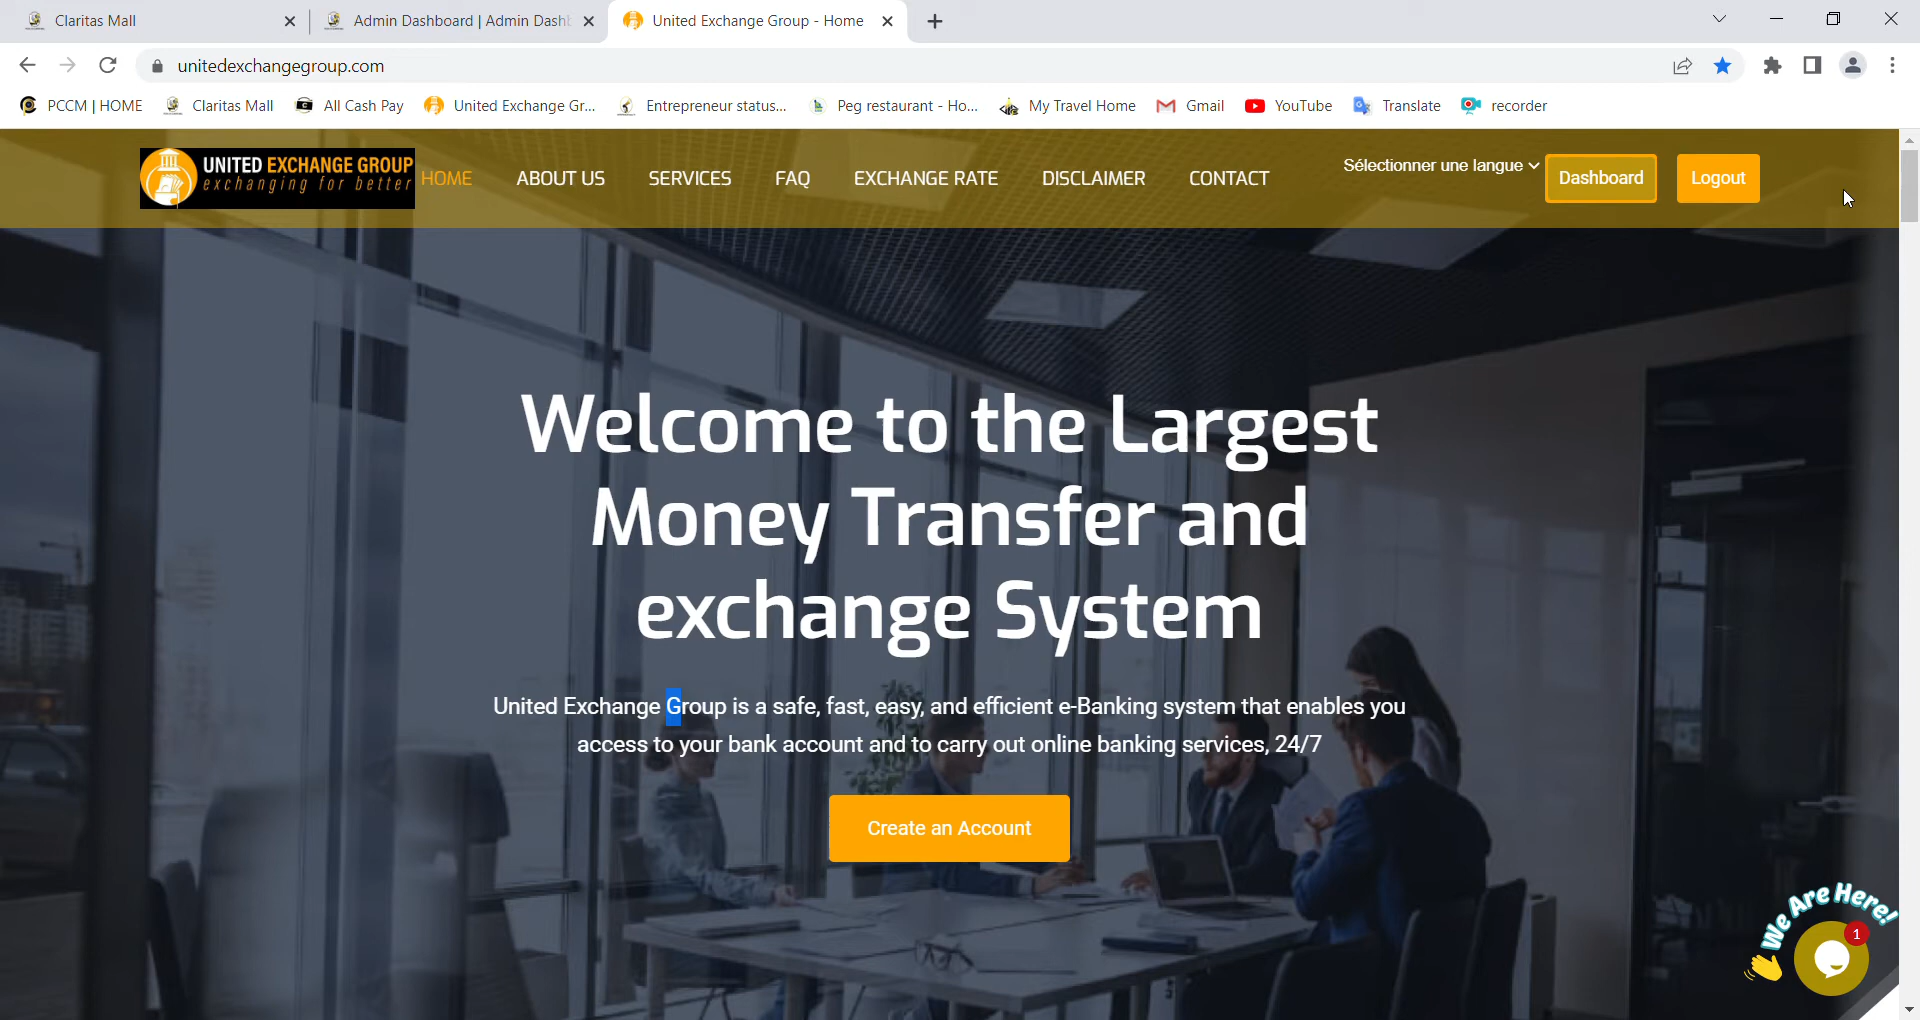 Claritas Mall
Admin Dashboard | Admin Dashb
United Exchange Group - Home
unitedexchangegroup.com
PCCM | HOME
Claritas Mall
All Cash Pay
United Exchange Gr...
Entrepreneur status...
Peg restaurant - Ho...
My Travel Home
Gmail
YouTube
Translate
recorder
UNITED EXCHANGE GROUP
exchanging for better
HOME
ABOUT US
SERVICES
FAQ
EXCHANGE RATE
DISCLAIMER
CONTACT
Sélectionner une langue
Dashboard
Logout
Welcome to the Largest
Money Transfer and
exchange System
United Exchange Group is a safe, fast, easy, and efficient e-Banking system that enables you
access to your bank account and to carry out online banking services, 24/7
Create an Account
We Are Here!
1